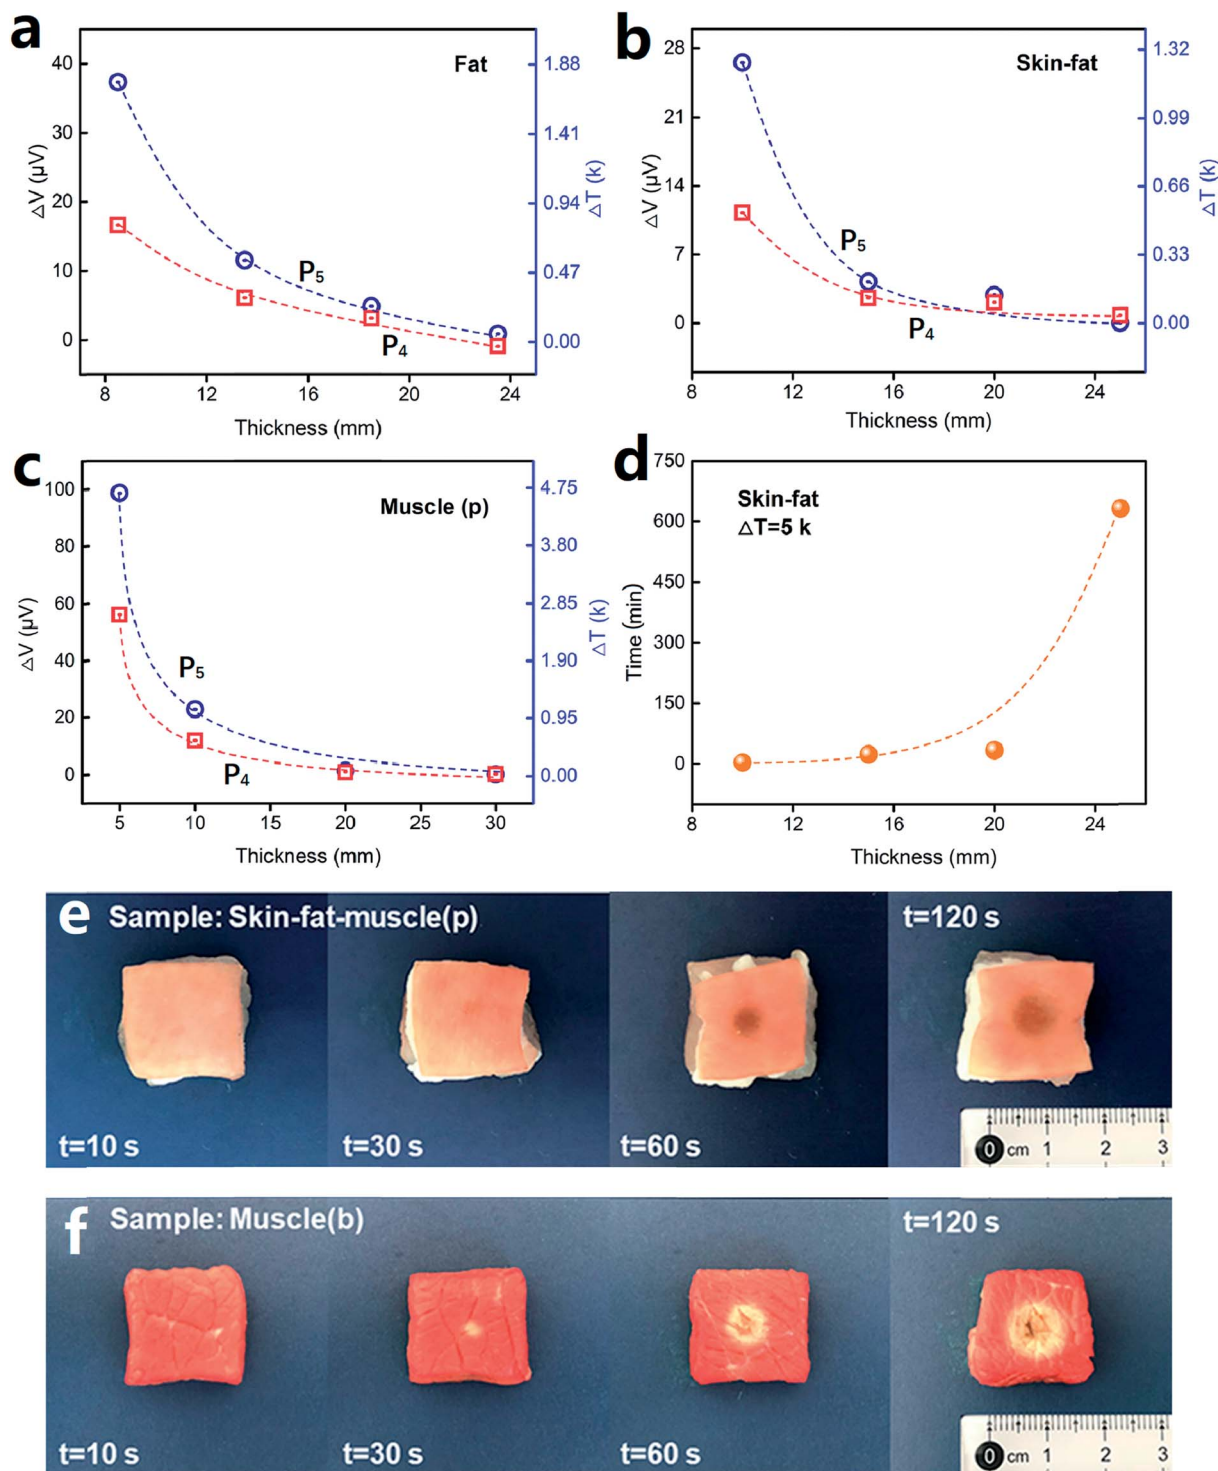 a
Fat
40
30
20
10
0
△V (µV)
1.88
1.41
0.94
0.47
0.00
△T (k)
P5
P4
8
12
16
20
24
Thickness (mm)
b
Skin-fat
28
21
14
7
0
△V (µV)
1.32
0.99
0.66
0.33
0.00
△T (k)
P5
P4
8
12
16
20
24
Thickness (mm)
c
Muscle (p)
100
80
60
40
20
0
△V (µV)
4.75
3.80
2.85
1.90
0.95
0.00
△T (k)
P5
P4
5
10
15
20
25
30
Thickness (mm)
d
Skin-fat
△T=5 k
750
600
450
300
150
0
Time (min)
8
12
16
20
24
Thickness (mm)
e Sample: Skin-fat-muscle(p)
t=120 s
t=10 s
t=30 s
t=60 s
0 cm 1 2 3
f Sample: Muscle(b)
t=120 s
t=10 s
t=30 s
t=60 s
0 cm 1 2 3